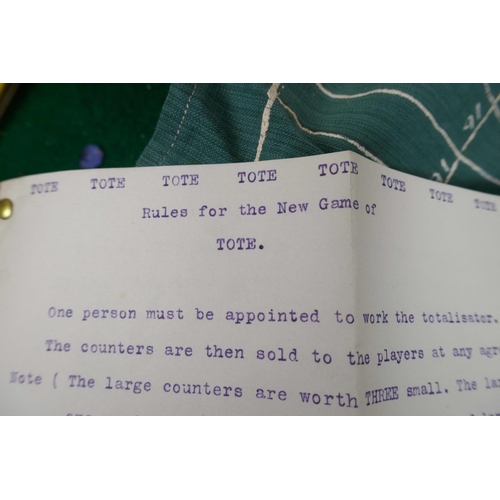 TOTE TOTE TOTE TOTE TOTE TOTE TOTE TOTE
Rules for the New Game of
TOTE.
One person must be appointed to work the totalisator.
The counters are then sold to the players at any
Note ( The large counters are worth THREE small. The